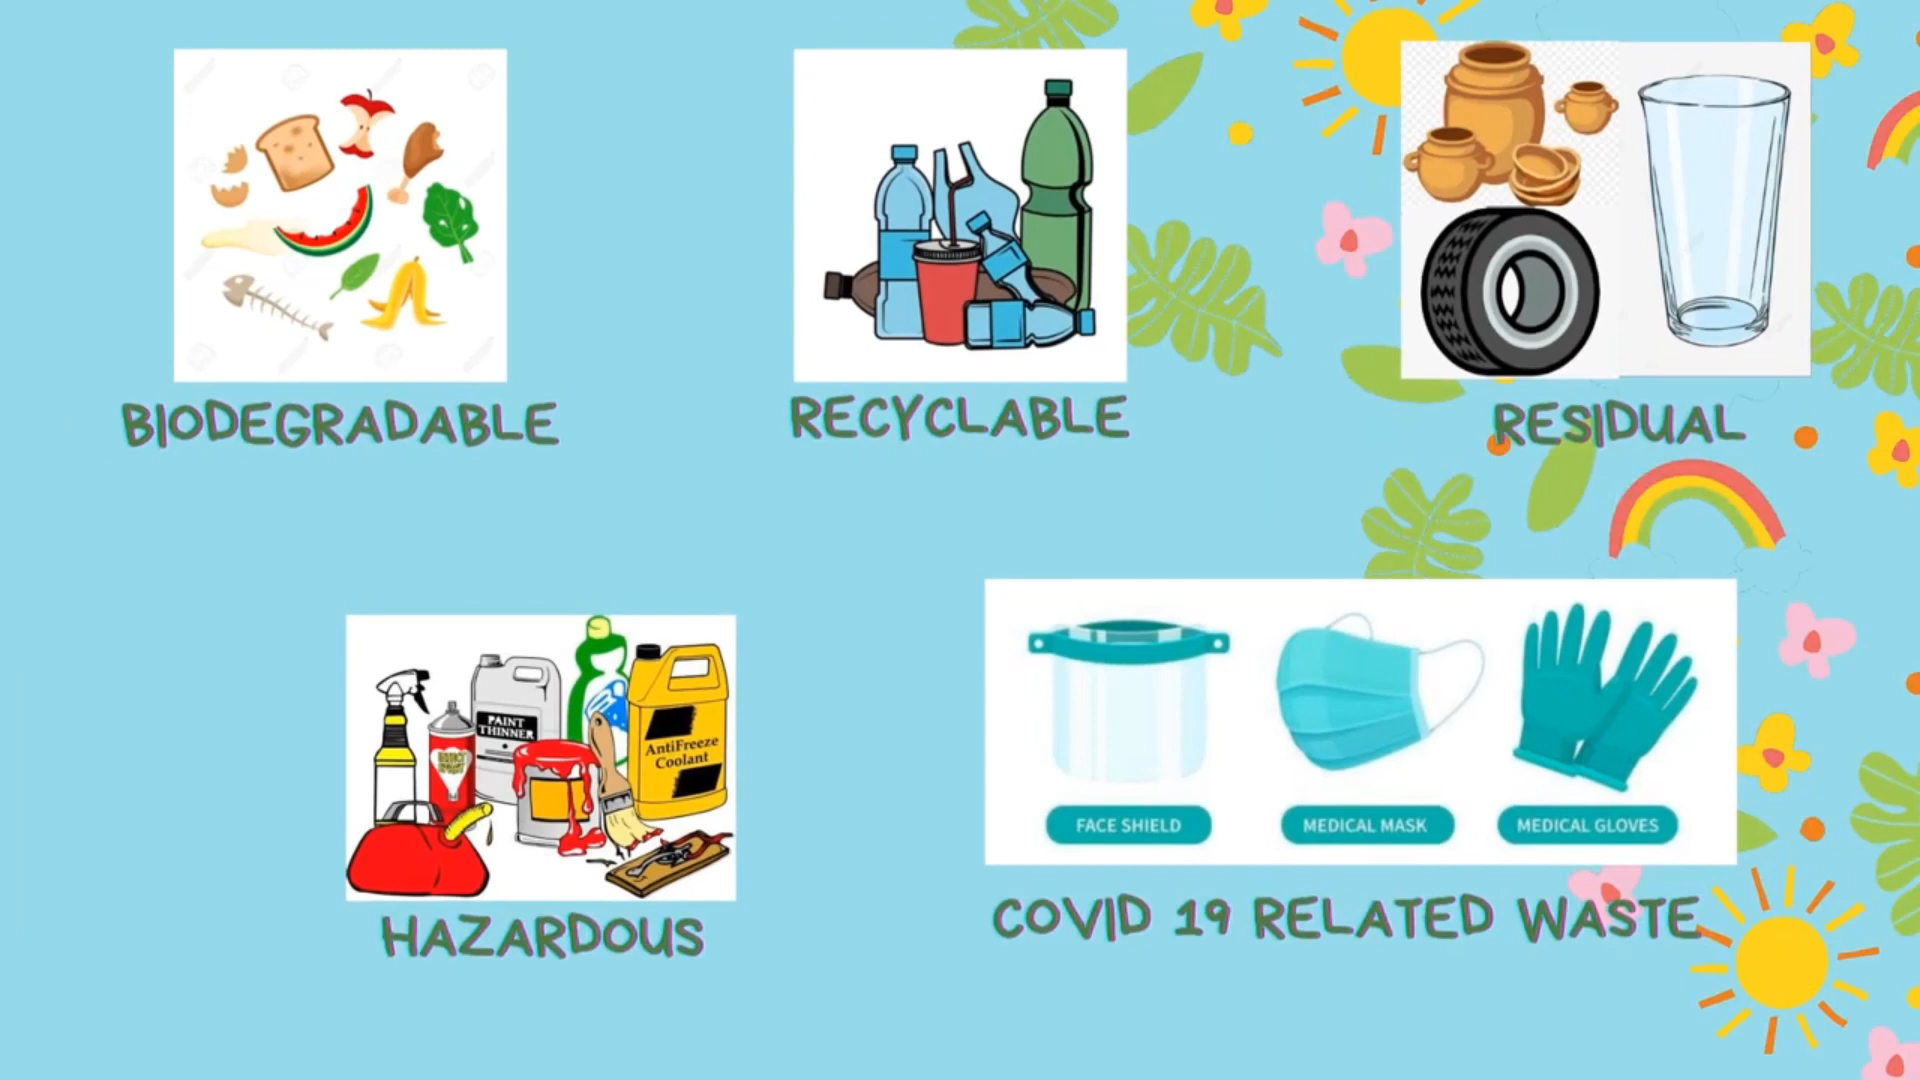 BIODEGRADABLE
RECYCLABLE
RESIDUAL
PAINT
THINNER
AntiFreeze
Coolant
HAZARDOUS
FACE SHIELD
MEDICAL MASK
MEDICAL GLOVES
COVID 19 RELATED WASTE